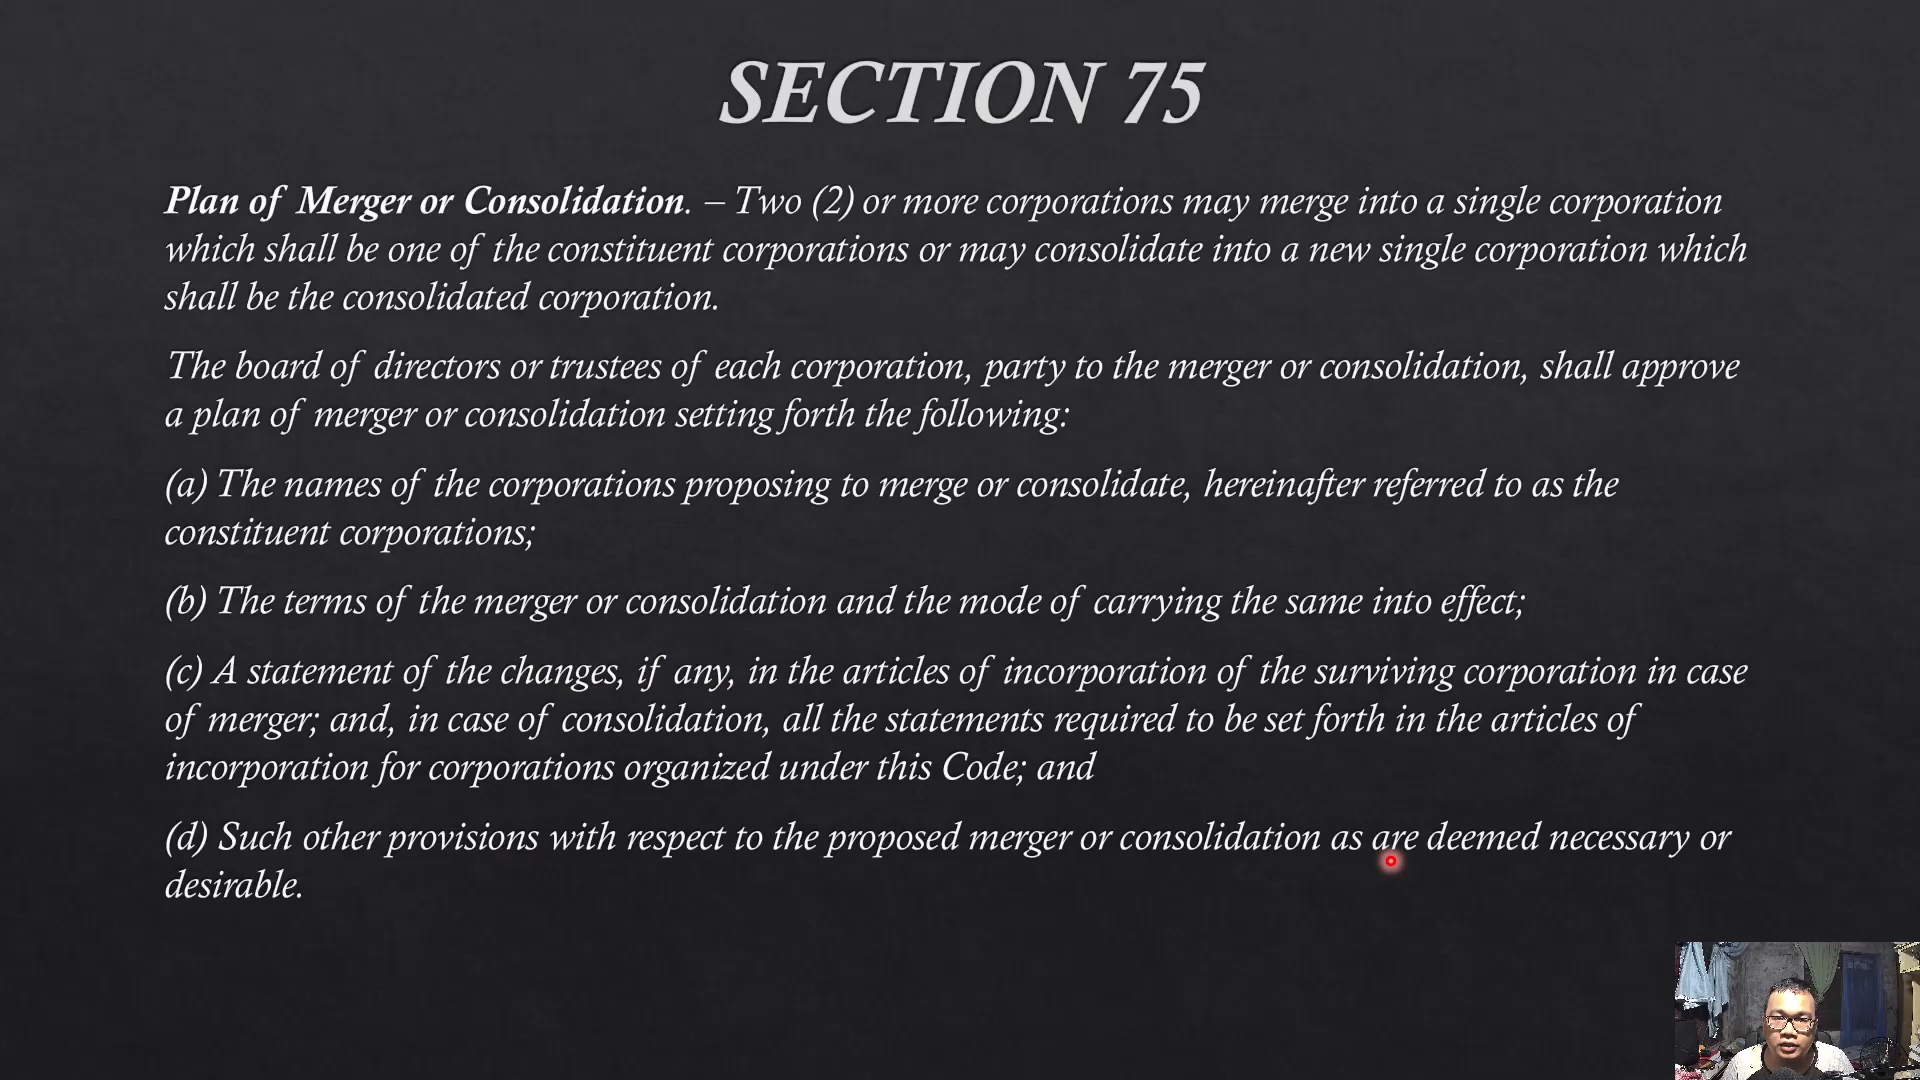 SECTION 75
Plan of Merger or Consolidation. – Two (2) or more corporations may merge into a single corporation
which shall be one of the constituent corporations or may consolidate into a new single corporation which
shall be the consolidated corporation.
The board of directors or trustees of each corporation, party to the merger or consolidation, shall approve
a plan of merger or consolidation setting forth the following:
(a) The names of the corporations proposing to merge or consolidate, hereinafter referred to as the
constituent corporations;
(b) The terms of the merger or consolidation and the mode of carrying the same into effect;
(c) A statement of the changes, if any, in the articles of incorporation of the surviving corporation in case
of merger; and, in case of consolidation, all the statements required to be set forth in the articles of
incorporation for corporations organized under this Code; and
(d) Such other provisions with respect to the proposed merger or consolidation as are deemed necessary or
desirable.